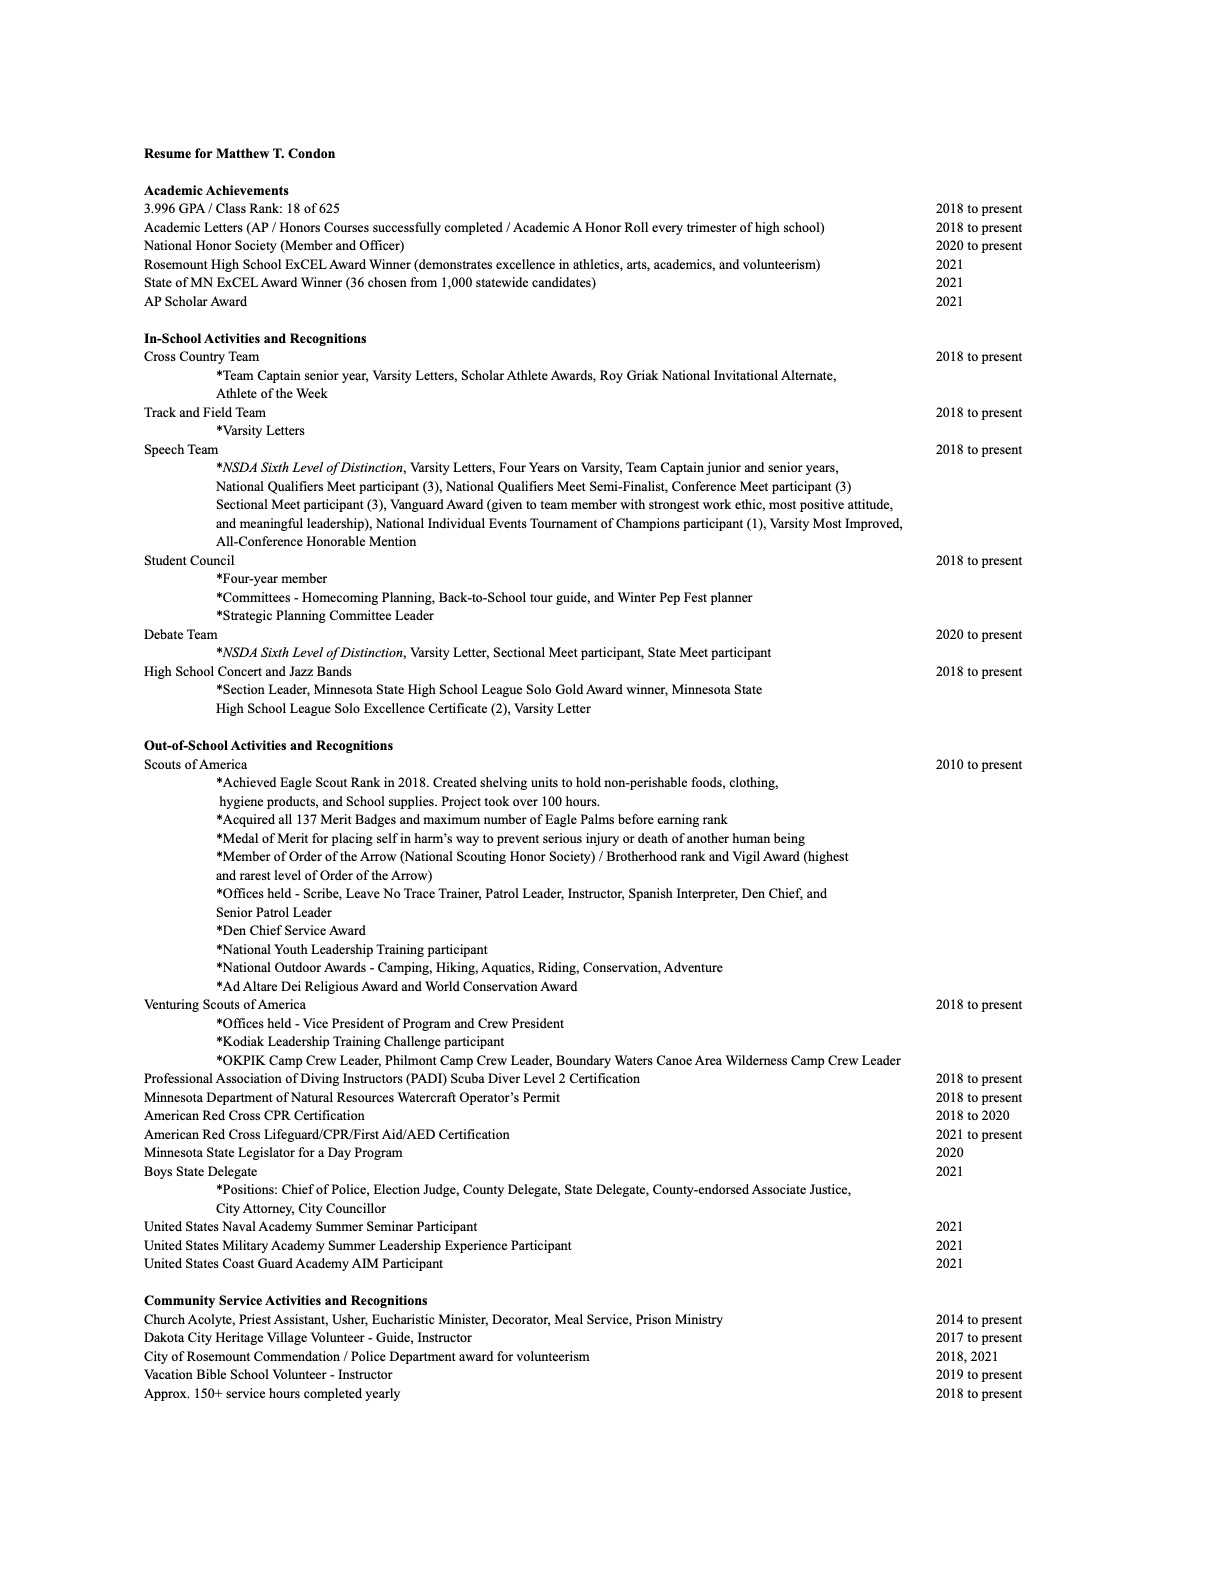 Resume for Matthew T. Condon
Academic Achievements
3.996 GPA / Class Rank: 18 of 625 2018 to present
Academic Letters (AP / Honors Courses successfully completed / Academic A Honor Roll every trimester of high school) 2018 to present
National Honor Society (Member and Officer) 2020 to present
Rosemount High School ExCEL Award Winner (demonstrates excellence in athletics, arts, academics, and volunteerism) 2021
State of MN ExCEL Award Winner (36 chosen from 1,000 statewide candidates) 2021
AP Scholar Award 2021
In-School Activities and Recognitions
Cross Country Team 2018 to present
*Team Captain senior year, Varsity Letters, Scholar Athlete Awards, Roy Griak National Invitational Alternate,
Athlete of the Week
Track and Field Team 2018 to present
*Varsity Letters
Speech Team 2018 to present
*NSDA Sixth Level of Distinction, Varsity Letters, Four Years on Varsity, Team Captain junior and senior years,
National Qualifiers Meet participant (3), National Qualifiers Meet Semi-Finalist, Conference Meet participant (3)
Sectional Meet participant (3), Vanguard Award (given to team member with strongest work ethic, most positive attitude,
and meaningful leadership), National Individual Events Tournament of Champions participant (1), Varsity Most Improved,
All-Conference Honorable Mention
Student Council 2018 to present
*Four-year member
*Committees - Homecoming Planning, Back-to-School tour guide, and Winter Pep Fest planner
*Strategic Planning Committee Leader
Debate Team 2020 to present
*NSDA Sixth Level of Distinction, Varsity Letter, Sectional Meet participant, State Meet participant
High School Concert and Jazz Bands 2018 to present
*Section Leader, Minnesota State High School League Solo Gold Award winner, Minnesota State
High School League Solo Excellence Certificate (2), Varsity Letter
Out-of-School Activities and Recognitions
Scouts of America 2010 to present
*Achieved Eagle Scout Rank in 2018. Created shelving units to hold non-perishable foods, clothing,
hygiene products, and School supplies. Project took over 100 hours.
*Acquired all 137 Merit Badges and maximum number of Eagle Palms before earning rank
*Medal of Merit for placing self in harm’s way to prevent serious injury or death of another human being
*Member of Order of the Arrow (National Scouting Honor Society) / Brotherhood rank and Vigil Award (highest
and rarest level of Order of the Arrow)
*Offices held - Scribe, Leave No Trace Trainer, Patrol Leader, Instructor, Spanish Interpreter, Den Chief, and
Senior Patrol Leader
*Den Chief Service Award
*National Youth Leadership Training participant
*National Outdoor Awards - Camping, Hiking, Aquatics, Riding, Conservation, Adventure
*Ad Altare Dei Religious Award and World Conservation Award
Venturing Scouts of America 2018 to present
*Offices held - Vice President of Program and Crew President
*Kodiak Leadership Training Challenge participant
*OKPIK Camp Crew Leader, Philmont Camp Crew Leader, Boundary Waters Canoe Area Wilderness Camp Crew Leader
Professional Association of Diving Instructors (PADI) Scuba Diver Level 2 Certification 2018 to present
Minnesota Department of Natural Resources Watercraft Operator’s Permit 2018 to present
American Red Cross CPR Certification 2018 to 2020
American Red Cross Lifeguard/CPR/First Aid/AED Certification 2021 to present
Minnesota State Legislator for a Day Program 2020
Boys State Delegate 2021
*Positions: Chief of Police, Election Judge, County Delegate, State Delegate, County-endorsed Associate Justice,
City Attorney, City Councillor
United States Naval Academy Summer Seminar Participant 2021
United States Military Academy Summer Leadership Experience Participant 2021
United States Coast Guard Academy AIM Participant 2021
Community Service Activities and Recognitions
Church Acolyte, Priest Assistant, Usher, Eucharistic Minister, Decorator, Meal Service, Prison Ministry 2014 to present
Dakota City Heritage Village Volunteer - Guide, Instructor 2017 to present
City of Rosemount Commendation / Police Department award for volunteerism 2018, 2021
Vacation Bible School Volunteer - Instructor 2019 to present
Approx. 150+ service hours completed yearly 2018 to present